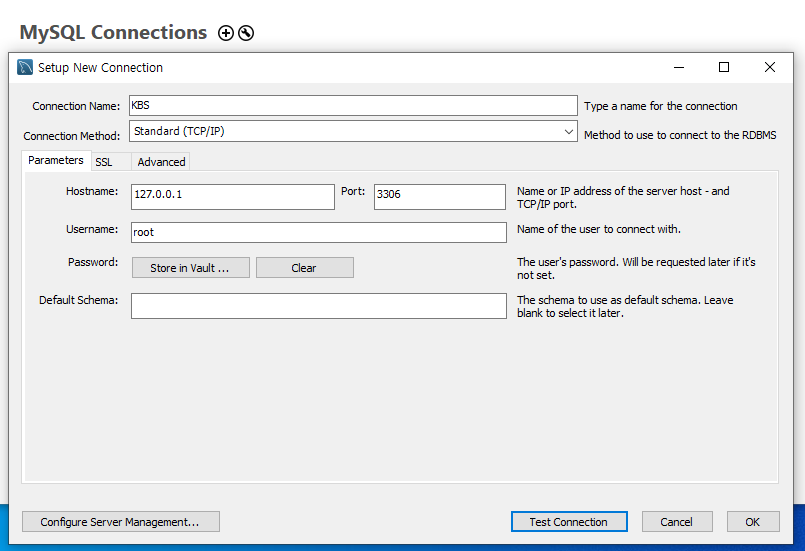 MySQL Connections
Setup New Connection
Connection Name: KBS Type a name for the connection
Connection Method: Standard (TCP/IP) Method to use to connect to the RDBMS
Parameters SSL Advanced
Hostname: 127.0.0.1 Port: 3306 Name or IP address of the server host - and
TCP/IP port.
Username: root Name of the user to connect with.
Password: Store in Vault ... Clear The user's password. Will be requested later if it's
not set.
Default Schema: The schema to use as default schema. Leave
blank to select it later.
Configure Server Management... Test Connection Cancel OK